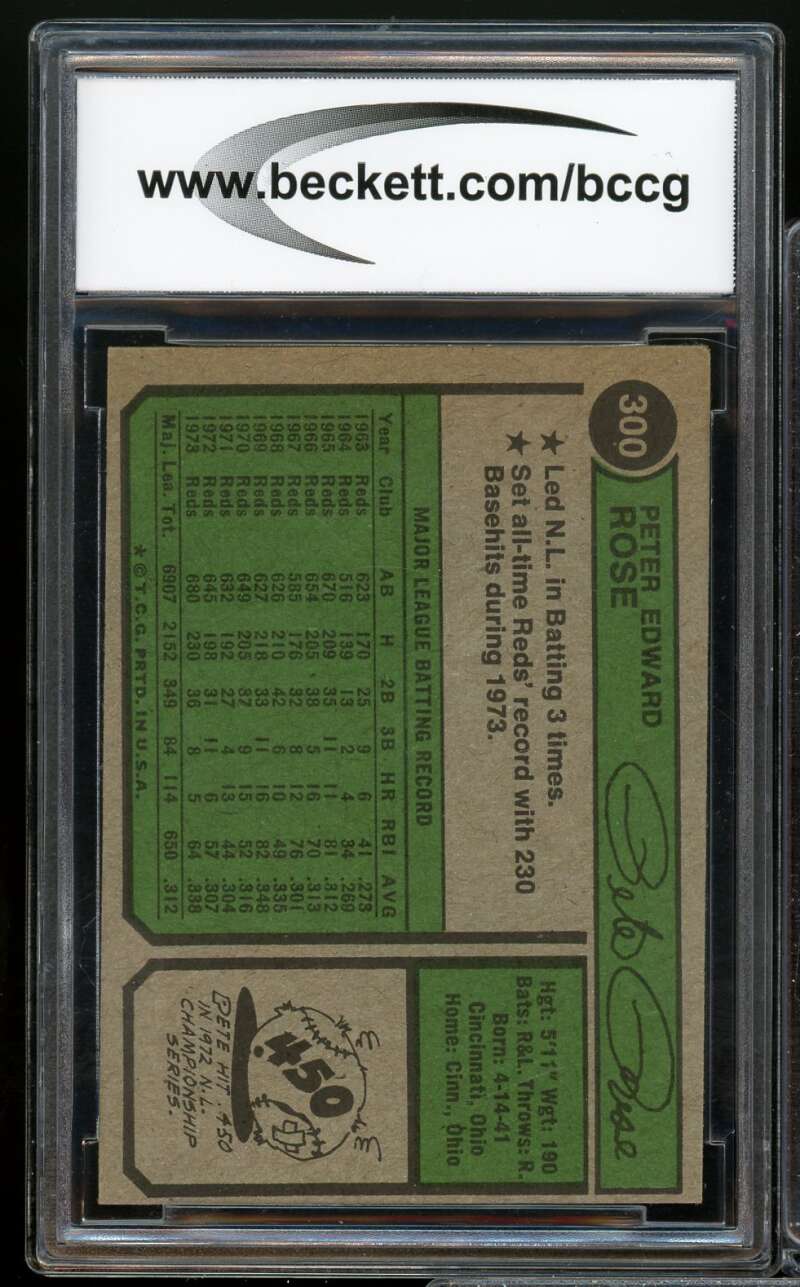 www.beckett.com/bccg
300
PETER EDWARD
ROSE
Pete Rose
★ Led N.L. in Batting 3 times.
★ Set all-time Reds' record with 230
Basehits during 1973.
MAJOR LEAGUE BATTING RECORD
Year Club AB H 2B 3B HR RBI AVG
1963 Reds 623 170 25 9 6 41 .273
1964 Reds 516 139 13 2 4 34 .269
1965 Reds 670 209 35 11 11 81 .312
1966 Reds 654 205 38 5 16 70 .313
1967 Reds 585 176 32 8 12 76 .301
1968 Reds 626 210 42 6 10 49 .335
1969 Reds 627 218 33 11 16 82 .348
1970 Reds 649 205 37 9 15 52 .316
1971 Reds 632 192 27 4 13 44 .304
1972 Reds 645 198 31 11 6 57 .307
1973 Reds 680 230 36 8 5 64 .338
Maj. Lea. Tot. 6907 2152 349 84 114 650 .312
* © T.C.G. PRTD. IN U.S.A.
Hgt: 5'11" Wgt: 190
Bats: R&L. Throws: R.
Born: 4-14-41
Cincinnati, Ohio
Home: Cinn., Ohio
.450
PETE HIT .450
IN 1972 N.L.
CHAMPIONSHIP
SERIES.